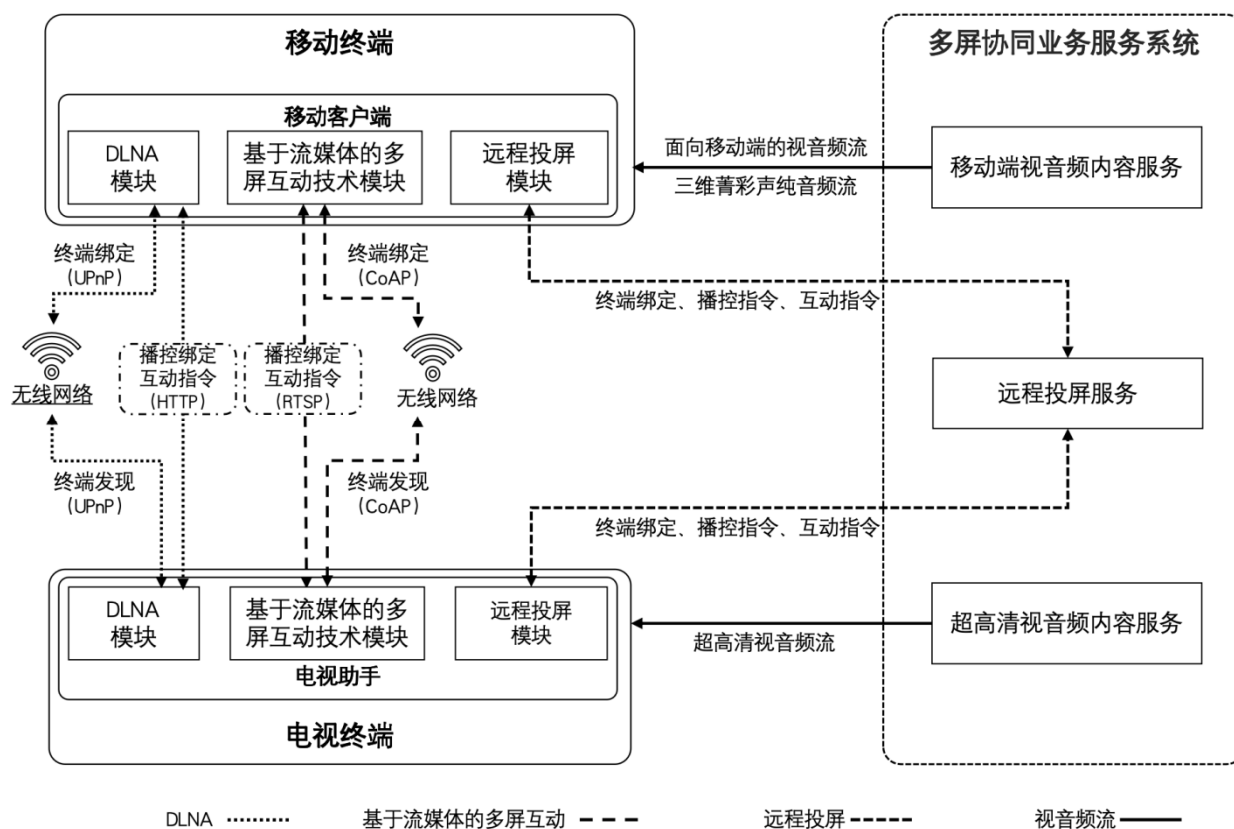 移动终端
多屏协同业务服务系统
移动客户端
DLNA
模块
基于流媒体的多
屏互动技术模块
远程投屏
模块
面向移动端的视音频流
三维菁彩声纯音频流
移动端视音频内容服务
终端绑定
(UPnP)
终端绑定
(CoAP)
终端绑定、播控指令、互动指令
播控绑定
互动指令
(HTTP)
播控绑定
互动指令
(RTSP)
无线网络
无线网络
远程投屏服务
终端发现
(UPnP)
终端发现
(CoAP)
终端绑定、播控指令、互动指令
DLNA
模块
基于流媒体的多
屏互动技术模块
远程投屏
模块
超高清视音频流
超高清视音频内容服务
电视助手
电视终端
DLNA
基于流媒体的多屏互动
远程投屏
视音频流